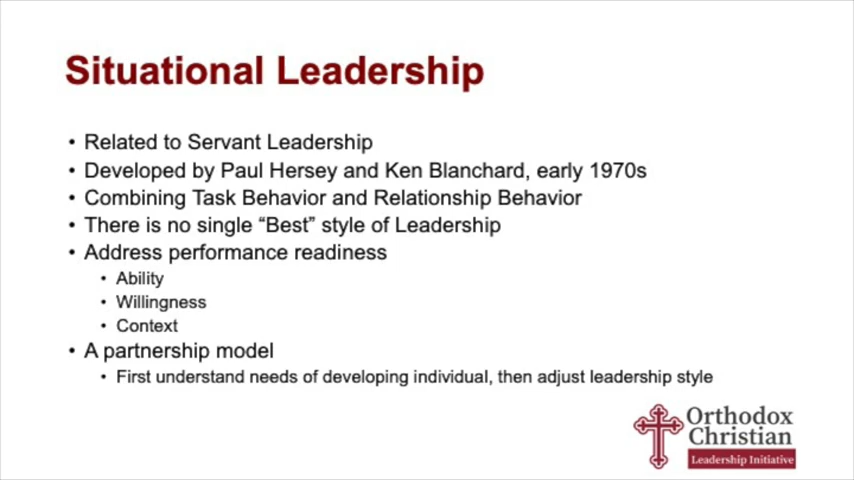 Situational Leadership
• Related to Servant Leadership
• Developed by Paul Hersey and Ken Blanchard, early 1970s
• Combining Task Behavior and Relationship Behavior
• There is no single “Best” style of Leadership
• Address performance readiness
• Ability
• Willingness
• Context
• A partnership model
• First understand needs of developing individual, then adjust leadership style
Orthodox
Christian
Leadership Initiative